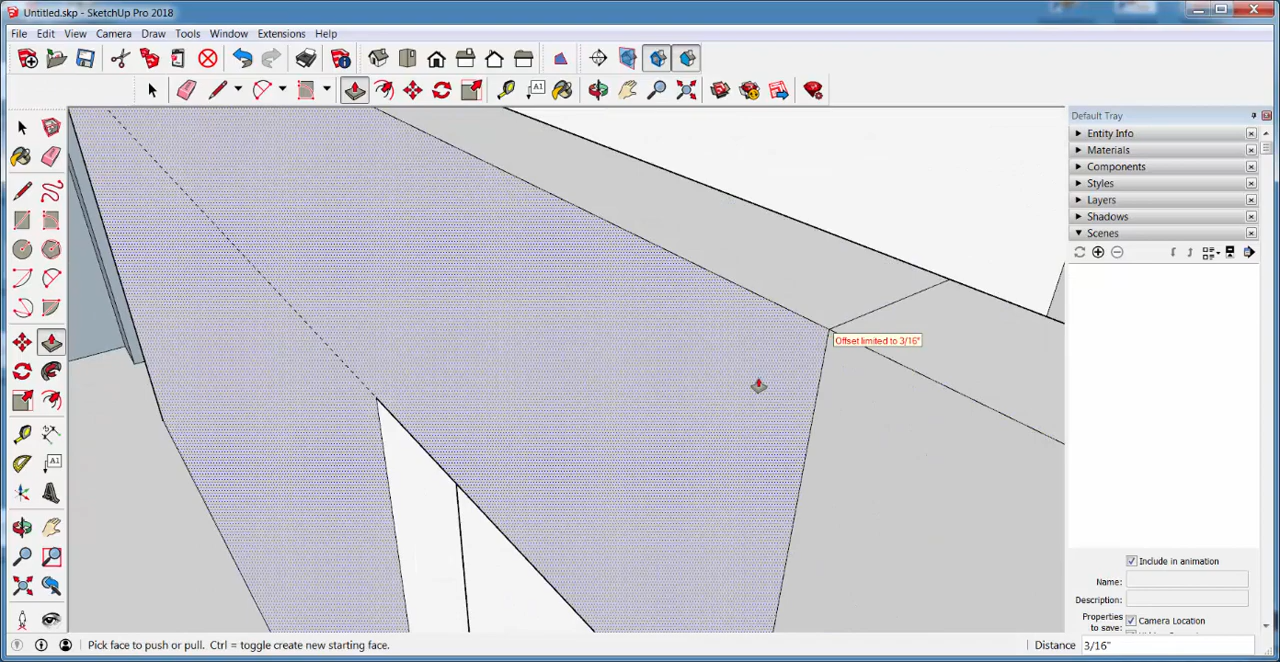 Untitled.skp - SketchUp Pro 2018
File Edit View Camera Draw Tools Window Extensions Help
A1
Default Tray
Entity Info
Materials
Components
Styles
Layers
Shadows
Scenes
Offset limited to 3/16"
A1
Include in animation
Name:
Description:
Properties
to save:
Camera Location
Pick face to push or pull. Ctrl = toggle create new starting face.
Distance 3/16"